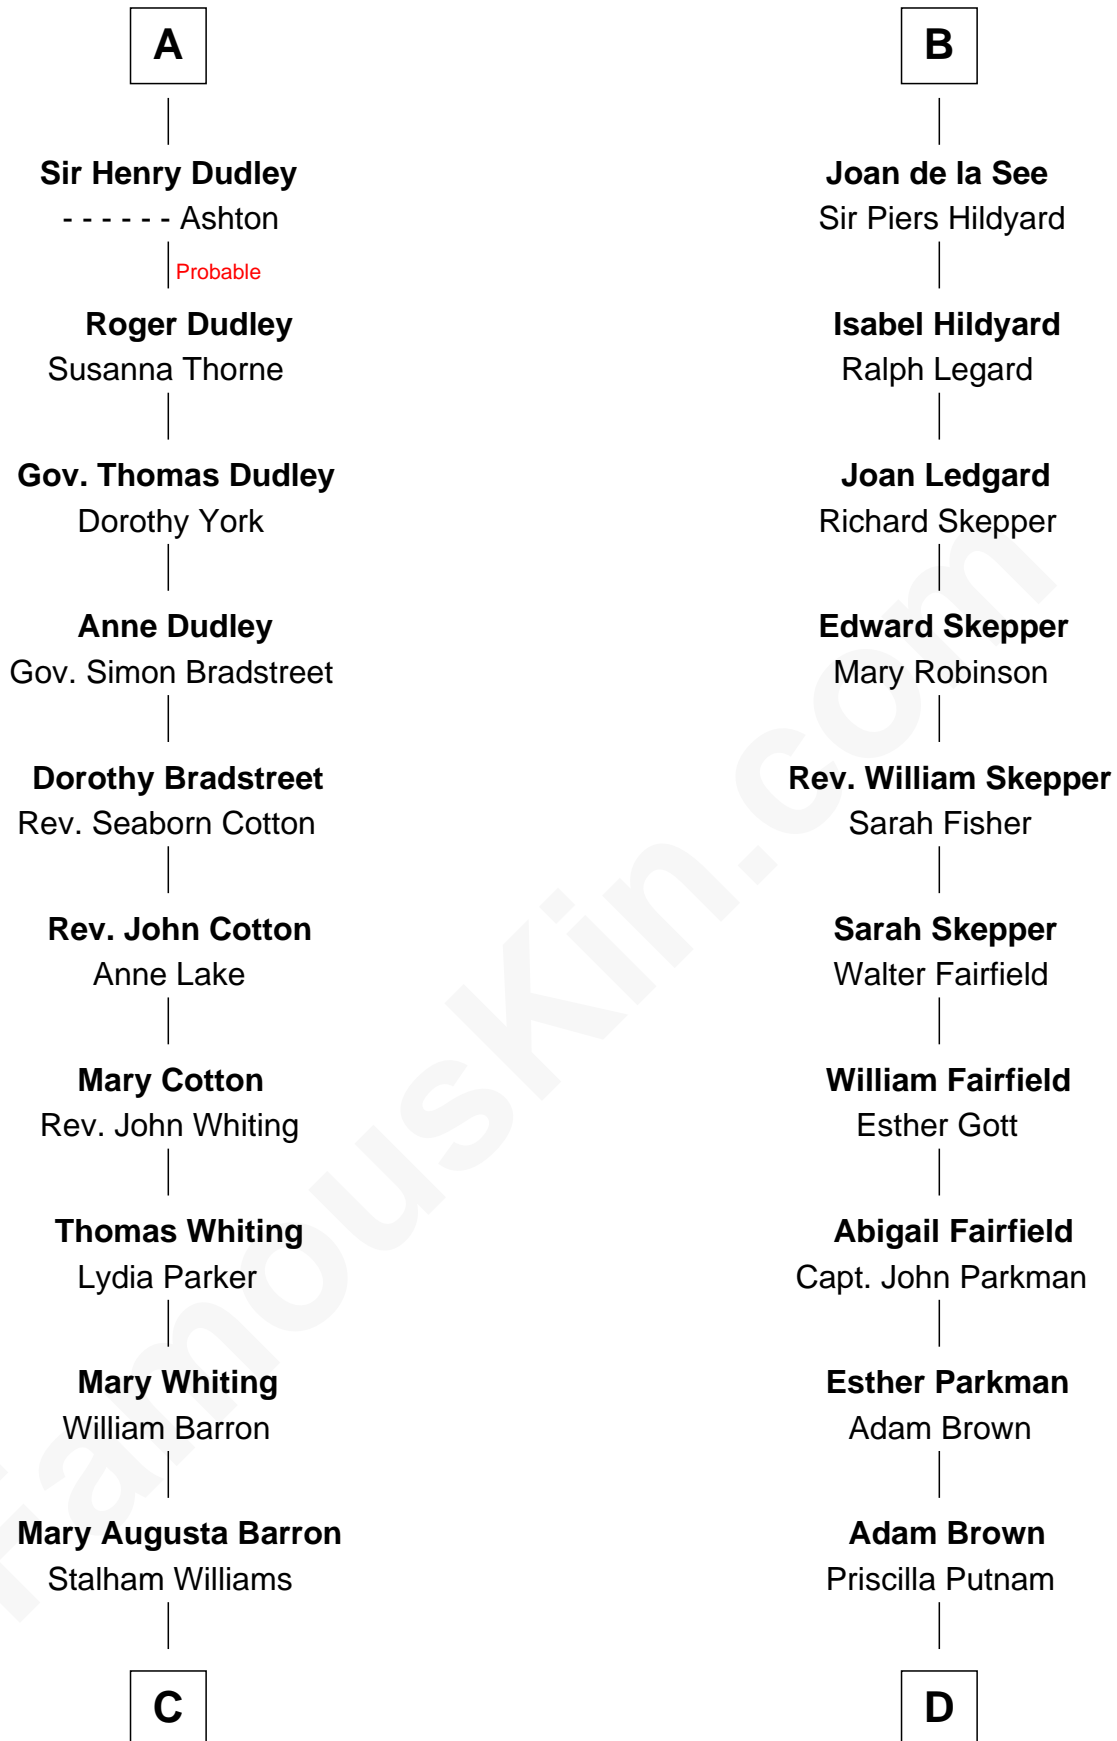 A
Sir Henry Dudley
- - - - - - Ashton
Probable
Roger Dudley
Susanna Thorne
Gov. Thomas Dudley
Dorothy York
Anne Dudley
Gov. Simon Bradstreet
Dorothy Bradstreet
Rev. Seaborn Cotton
Rev. John Cotton
Anne Lake
Mary Cotton
Rev. John Whiting
Thomas Whiting
Lydia Parker
Mary Whiting
William Barron
Mary Augusta Barron
Stalham Williams
C
B
Joan de la See
Sir Piers Hildyard
Isabel Hildyard
Ralph Legard
Joan Ledgard
Richard Skepper
Edward Skepper
Mary Robinson
Rev. William Skepper
Sarah Fisher
Sarah Skepper
Walter Fairfield
William Fairfield
Esther Gott
Abigail Fairfield
Capt. John Parkman
Esther Parkman
Adam Brown
Adam Brown
Priscilla Putnam
D
FamousKin.com